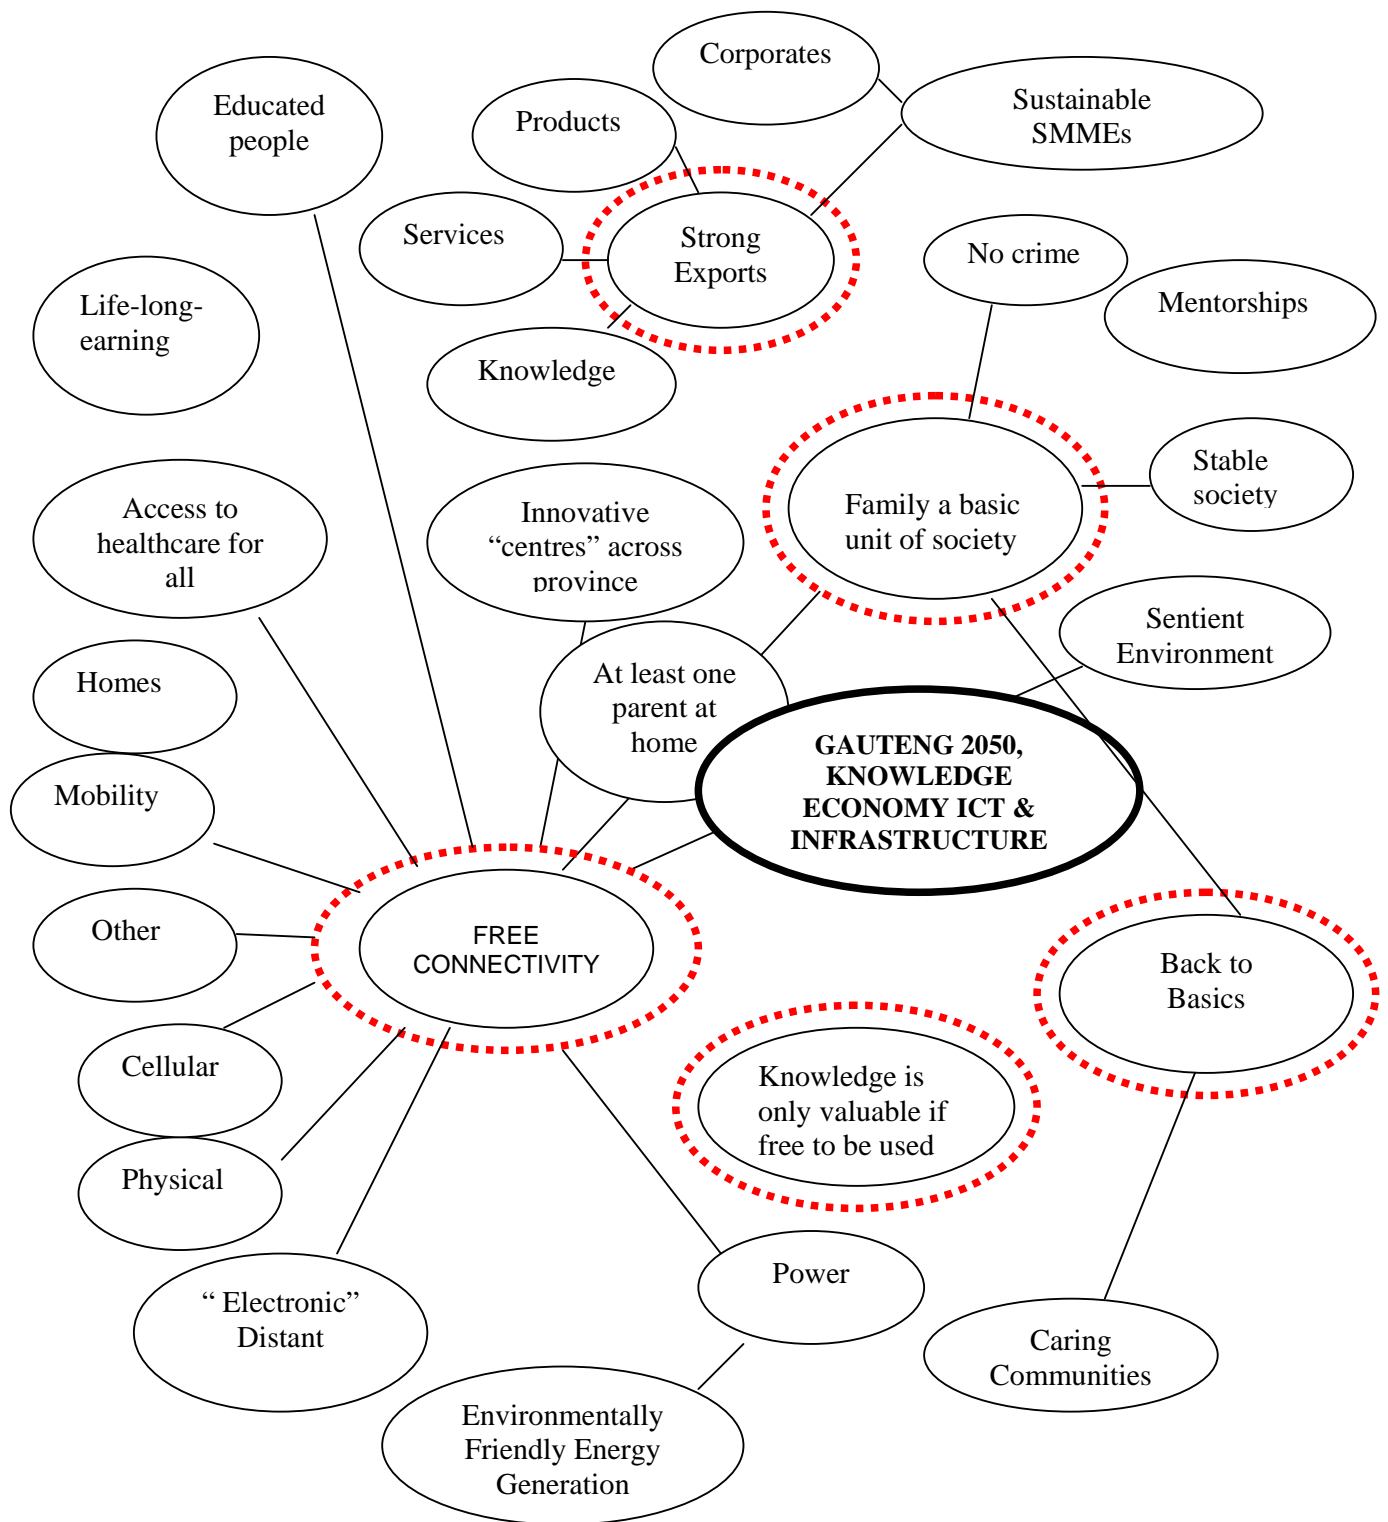 Corporates
Sustainable
SMMEs
Educated
people
Products
Services
Strong
Exports
No crime
Mentorships
Life-long-
earning
Knowledge
Stable
society
Family a basic
unit of society
Access to
healthcare for
all
Innovative
“centres” across
province
Sentient
Environment
Homes
At least one
parent at
home
Mobility
GAUTENG 2050,
KNOWLEDGE
ECONOMY ICT &
INFRASTRUCTURE
Other
FREE
CONNECTIVITY
Back to
Basics
Cellular
Knowledge is
only valuable if
free to be used
Physical
Power
“ Electronic”
Distant
Caring
Communities
Environmentally
Friendly Energy
Generation